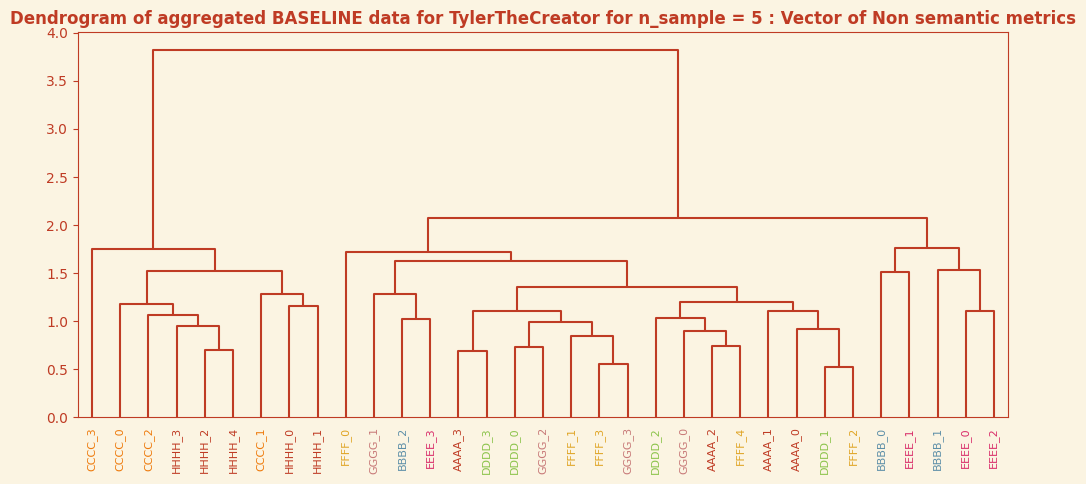 Dendrogram of aggregated BASELINE data for TylerTheCreator for n_sample = 5 : Vector of Non semantic metrics
4.0
3.5
3.0
2.5
2.0
1.5
1.0
0.5
0.0
CCCC_3
CCCC_0
CCCC_2
HHHH_3
HHHH_2
HHHH_4
CCCC_1
HHHH_0
HHHH_1
FFFF_0
GGGG_1
BBBB_2
EEEE_3
AAAA_3
DDDD_3
DDDD_0
GGGG_2
FFFF_1
FFFF_3
GGGG_3
DDDD_2
GGGG_0
AAAA_2
FFFF_4
AAAA_1
AAAA_0
DDDD_1
FFFF_2
BBBB_0
EEEE_1
BBBB_1
EEEE_0
EEEE_2